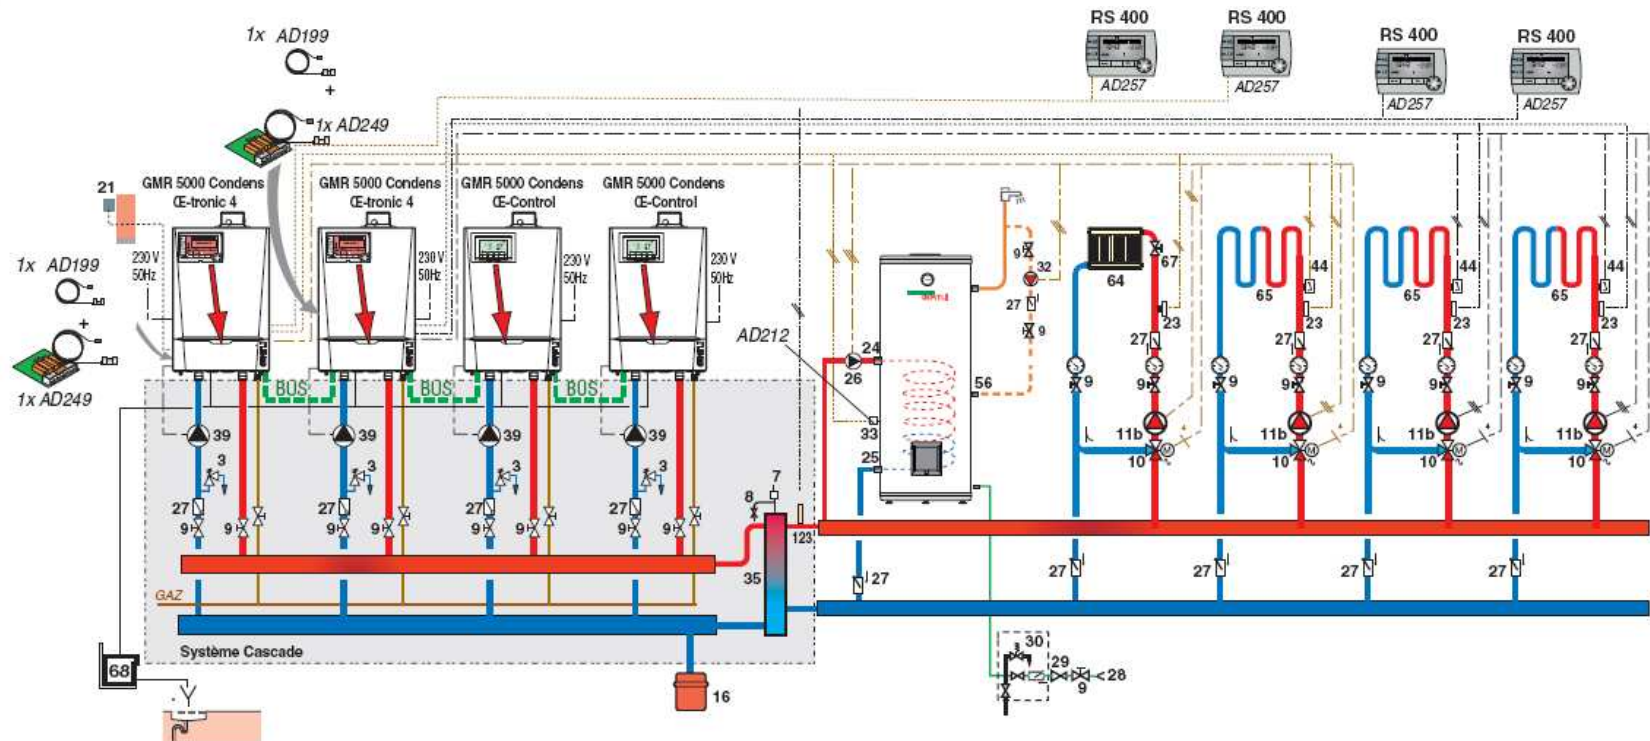 RS 400
RS 400
RS 400
RS 400
1x AD199
AD257
AD257
AD257
AD257
+
1x AD249
21
GMR 5000 Condens
Œ-tronic 4
GMR 5000 Condens
Œ-tronic 4
GMR 5000 Condens
Œ-Control
GMR 5000 Condens
Œ-Control
230 V
50Hz
230 V
50Hz
230 V
50Hz
230 V
50Hz
1x AD199
+
1x AD249
9
32
27
9
67
64
44
44
44
65
65
65
23
23
23
23
AD212
24
26
27
27
27
27
BUS
BUS
BUS
56
9
9
9
9
9
9
9
9
39
39
39
39
33
25
11b
11b
11b
11b
M
M
M
M
10
10
10
10
3
3
3
3
7
8
27
27
27
27
9
9
9
9
9
9
9
9
123
35
27
27
27
27
27
GAZ
Système Cascade
68
16
30
29
28
9